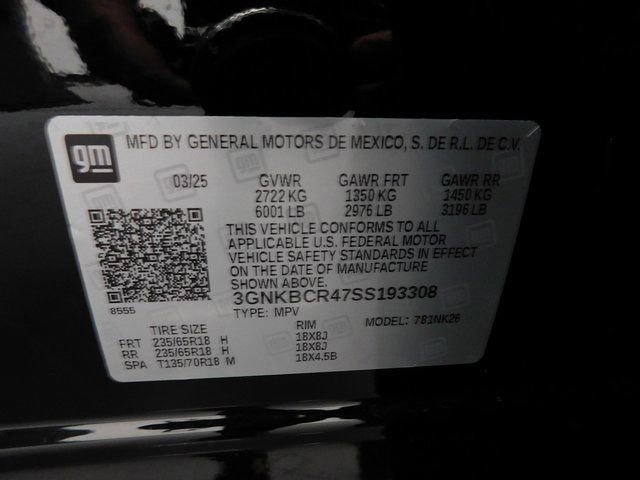 gm
MFD BY GENERAL MOTORS DE MEXICO, S. DE R.L. DE C.V.
03/25 GVWR GAWR FRT GAWR RR
2722 KG 1350 KG 1450 KG
6001 LB 2976 LB 3196 LB
THIS VEHICLE CONFORMS TO ALL
APPLICABLE U.S. FEDERAL MOTOR
VEHICLE SAFETY STANDARDS IN EFFECT
ON THE DATE OF MANUFACTURE
SHOWN ABOVE.
8555 3GNKBCR47SS193308
TYPE: MPV MODEL: 781NK26
TIRE SIZE RIM
FRT 235/65R18 H 18X8J
RR 235/65R18 H 18X8J
SPA T135/70R18 M 18X4.5B